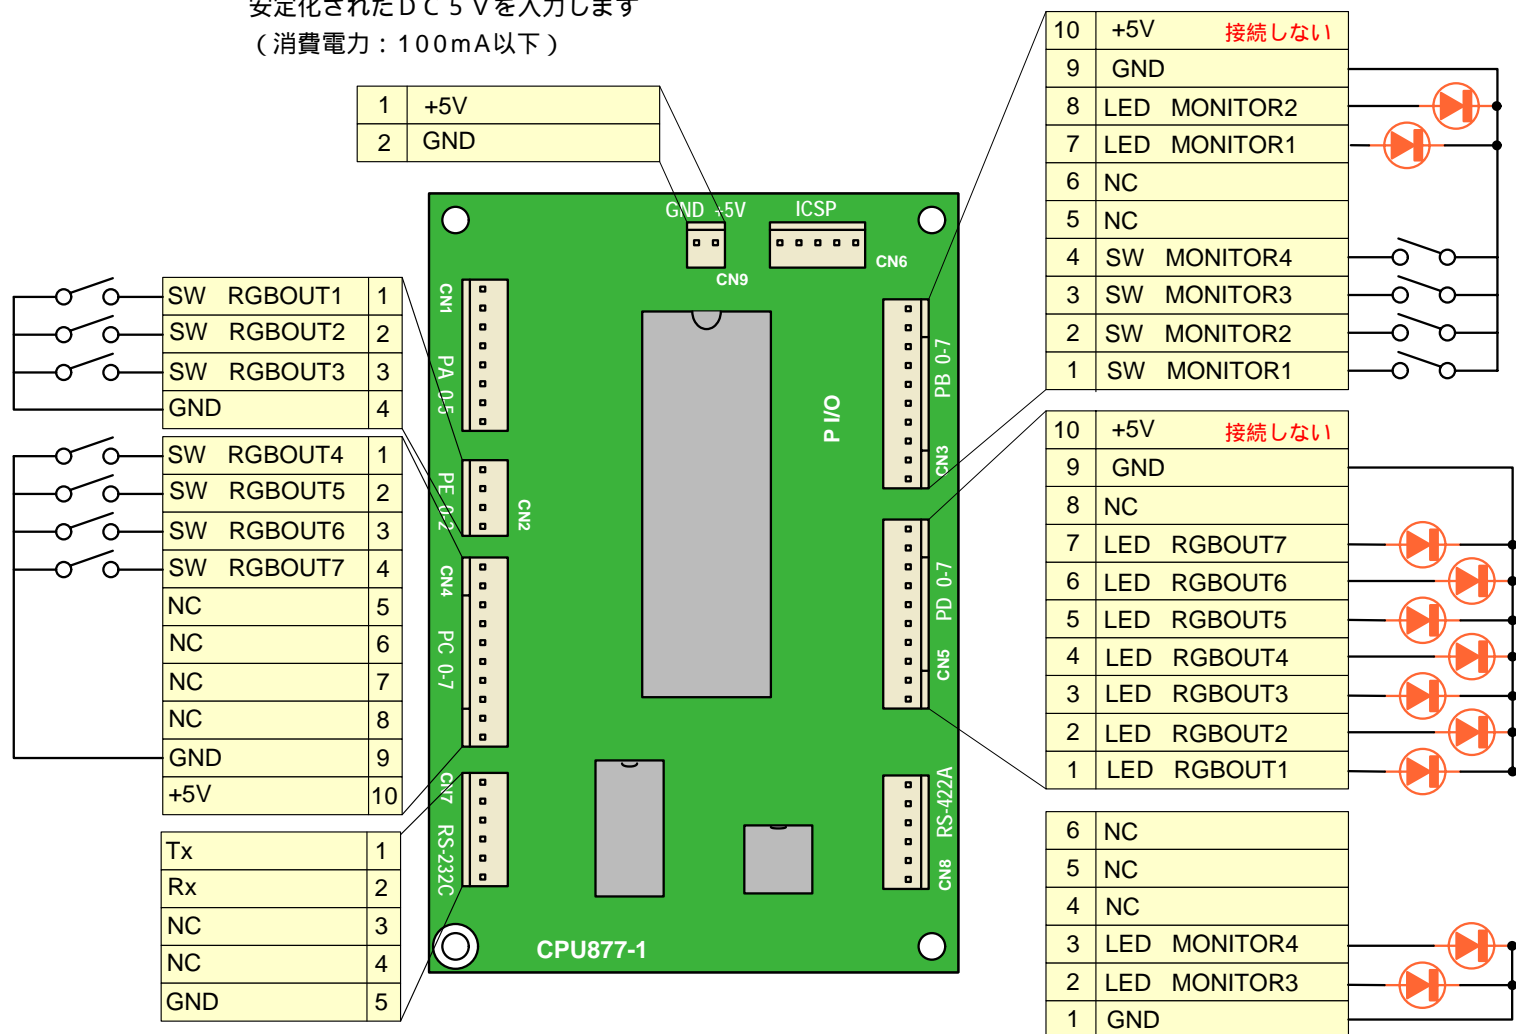 安定化されたＤＣ５Ｖを入力します
（消費電力：100mA以下）
1 +5V
2 GND
SW RGBOUT1 1
SW RGBOUT2 2
SW RGBOUT3 3
GND 4
SW RGBOUT4 1
SW RGBOUT5 2
SW RGBOUT6 3
SW RGBOUT7 4
NC 5
NC 6
NC 7
NC 8
GND 9
+5V 10
Tx 1
Rx 2
NC 3
NC 4
GND 5
GND +5V
CN9
ICSP
CN6
CN1
PA 0-5
PE 0-2
CN2
CN4
PC 0-7
CN7
RS-232C
P I/O
PB 0-7
CN3
PD 0-7
CN5
RS-422A
CN8
CPU877-1
10 +5V 接続しない
9 GND
8 LED MONITOR2
7 LED MONITOR1
6 NC
5 NC
4 SW MONITOR4
3 SW MONITOR3
2 SW MONITOR2
1 SW MONITOR1
10 +5V 接続しない
9 GND
8 NC
7 LED RGBOUT7
6 LED RGBOUT6
5 LED RGBOUT5
4 LED RGBOUT4
3 LED RGBOUT3
2 LED RGBOUT2
1 LED RGBOUT1
6 NC
5 NC
4 NC
3 LED MONITOR4
2 LED MONITOR3
1 GND